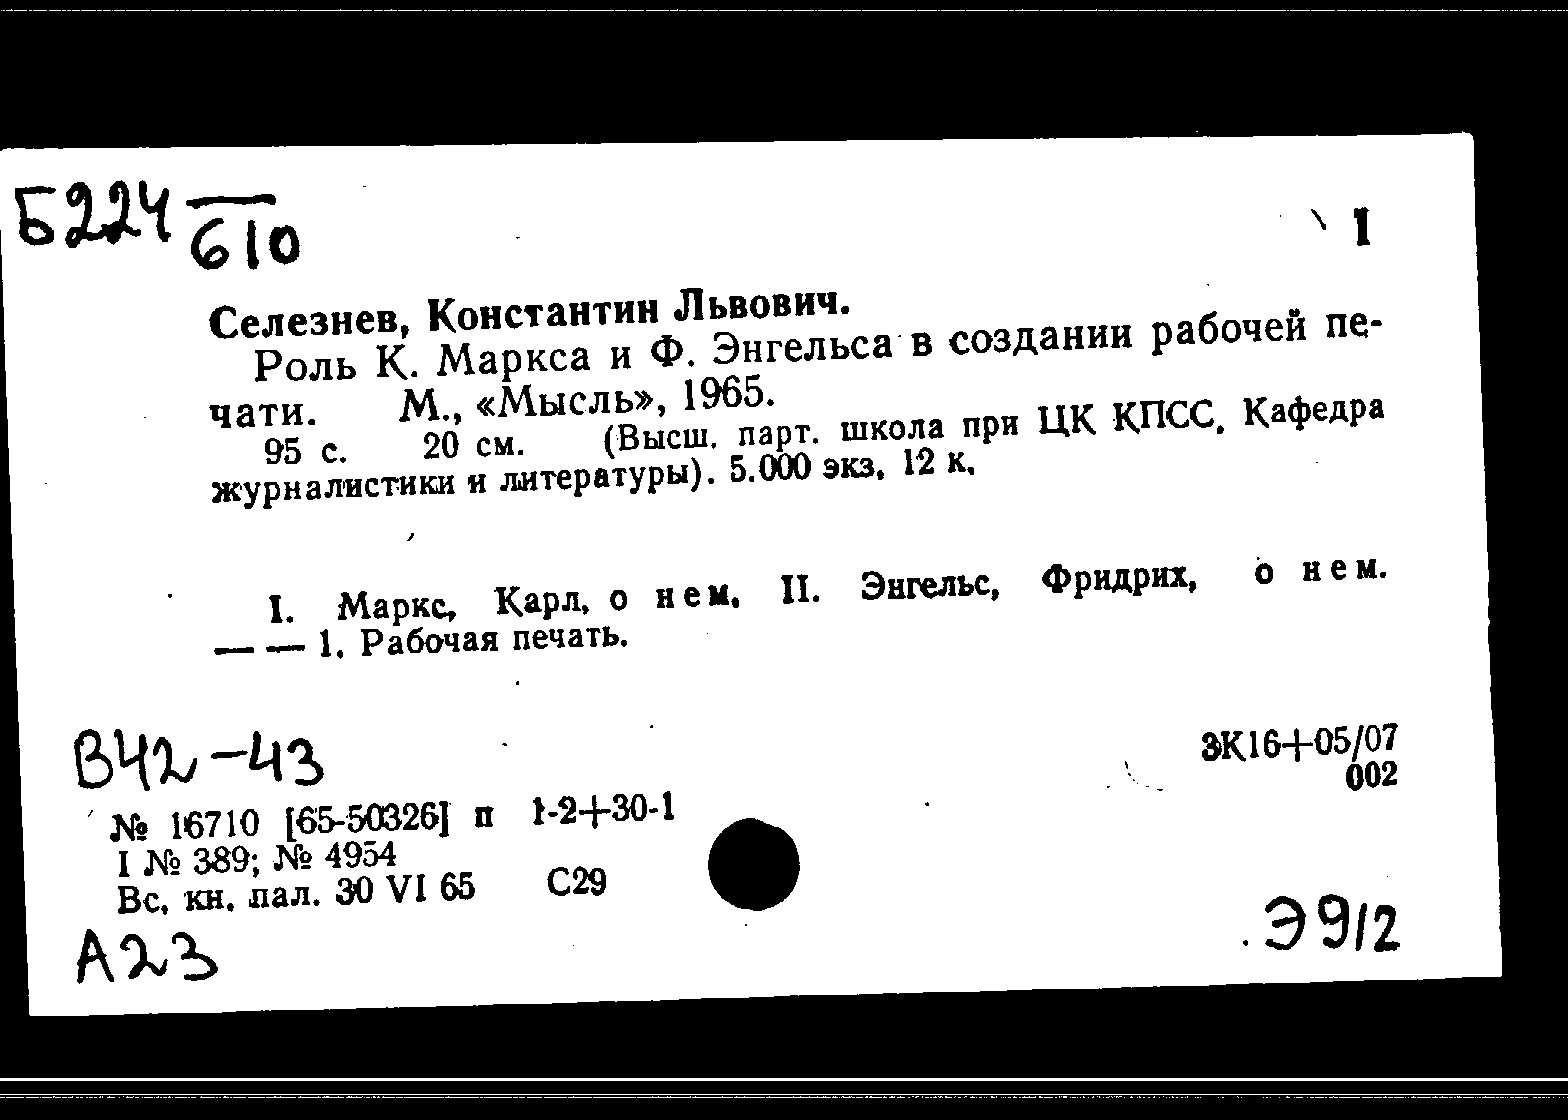 Б224 610
I
Селезнев, Константин Львович.
Роль К. Маркса и Ф. Энгельса в создании рабочей пе-
чати. М., «Мысль», 1965.
95 с. 20 см. (Высш. парт. школа при ЦК КПСС. Кафедра
журналистики и литературы). 5.000 экз. 12 к.
I. Маркс, Карл, о нем. II. Энгельс, Фридрих, о нем.
— — 1. Рабочая печать.
В42-43
3К16+05/07
002
№ 16710 [65-50326] п 1-2+30-1
I № 389; № 4954
Вс. кн. пал. 30 VI 65 С29
А23
Э9/2